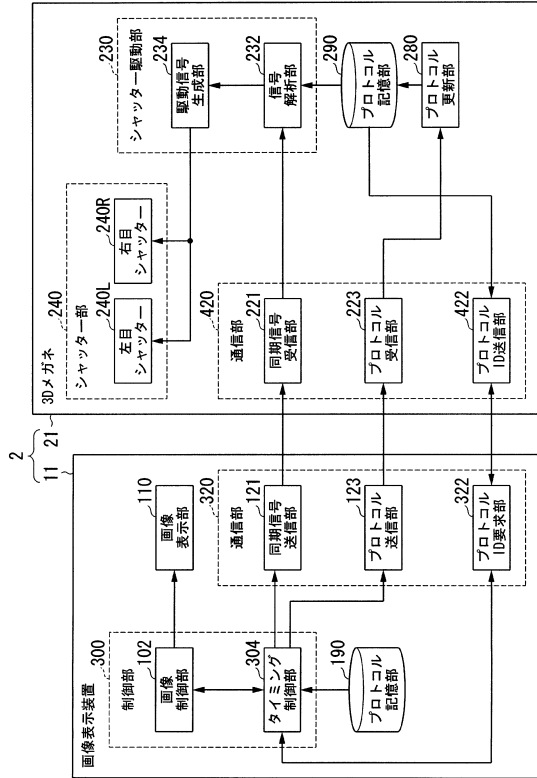 2
11
21
画像表示装置
300
制御部
102
画像
制御部
304
タイミング
制御部
190
プロトコル
記憶部
110
画像
表示部
320
通信部
121
同期信号
送信部
123
プロトコル
送信部
322
プロトコル
ID要求部
3Dメガネ
240
シャッター部
240L
左目
シャッター
240R
右目
シャッター
230
シャッター駆動部
234
駆動信号
生成部
232
信号
解析部
420
通信部
221
同期信号
受信部
223
プロトコル
受信部
422
プロトコル
ID送信部
290
プロトコル
記憶部
280
プロトコル
更新部